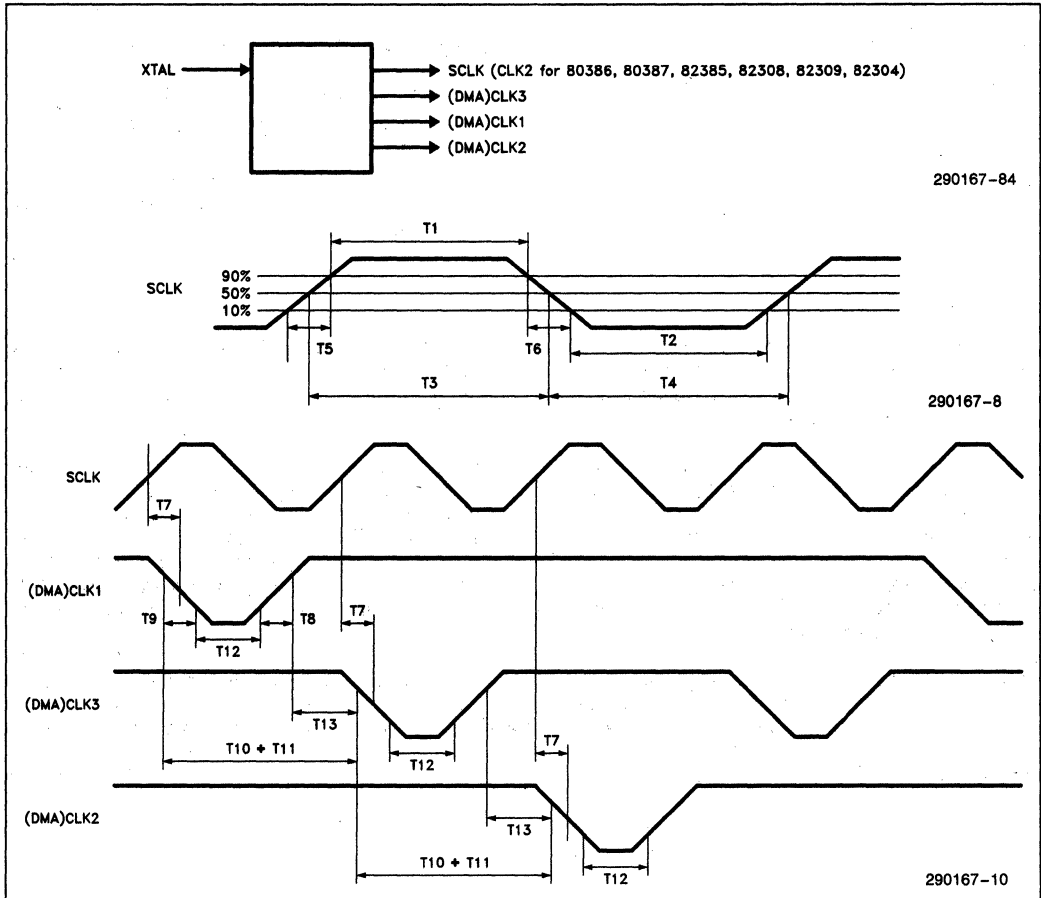 XTAL
SCLK (CLK2 for 80386, 80387, 82385, 82308, 82309, 82304)
(DMA)CLK3
(DMA)CLK1
(DMA)CLK2
290167-84
T1
SCLK
90%
50%
10%
T5
T6
T2
T3
T4
290167-8
SCLK
T7
(DMA)CLK1
T9
T8
T12
T7
(DMA)CLK3
T13
T10 + T11
T12
T7
(DMA)CLK2
T13
T10 + T11
T12
290167-10